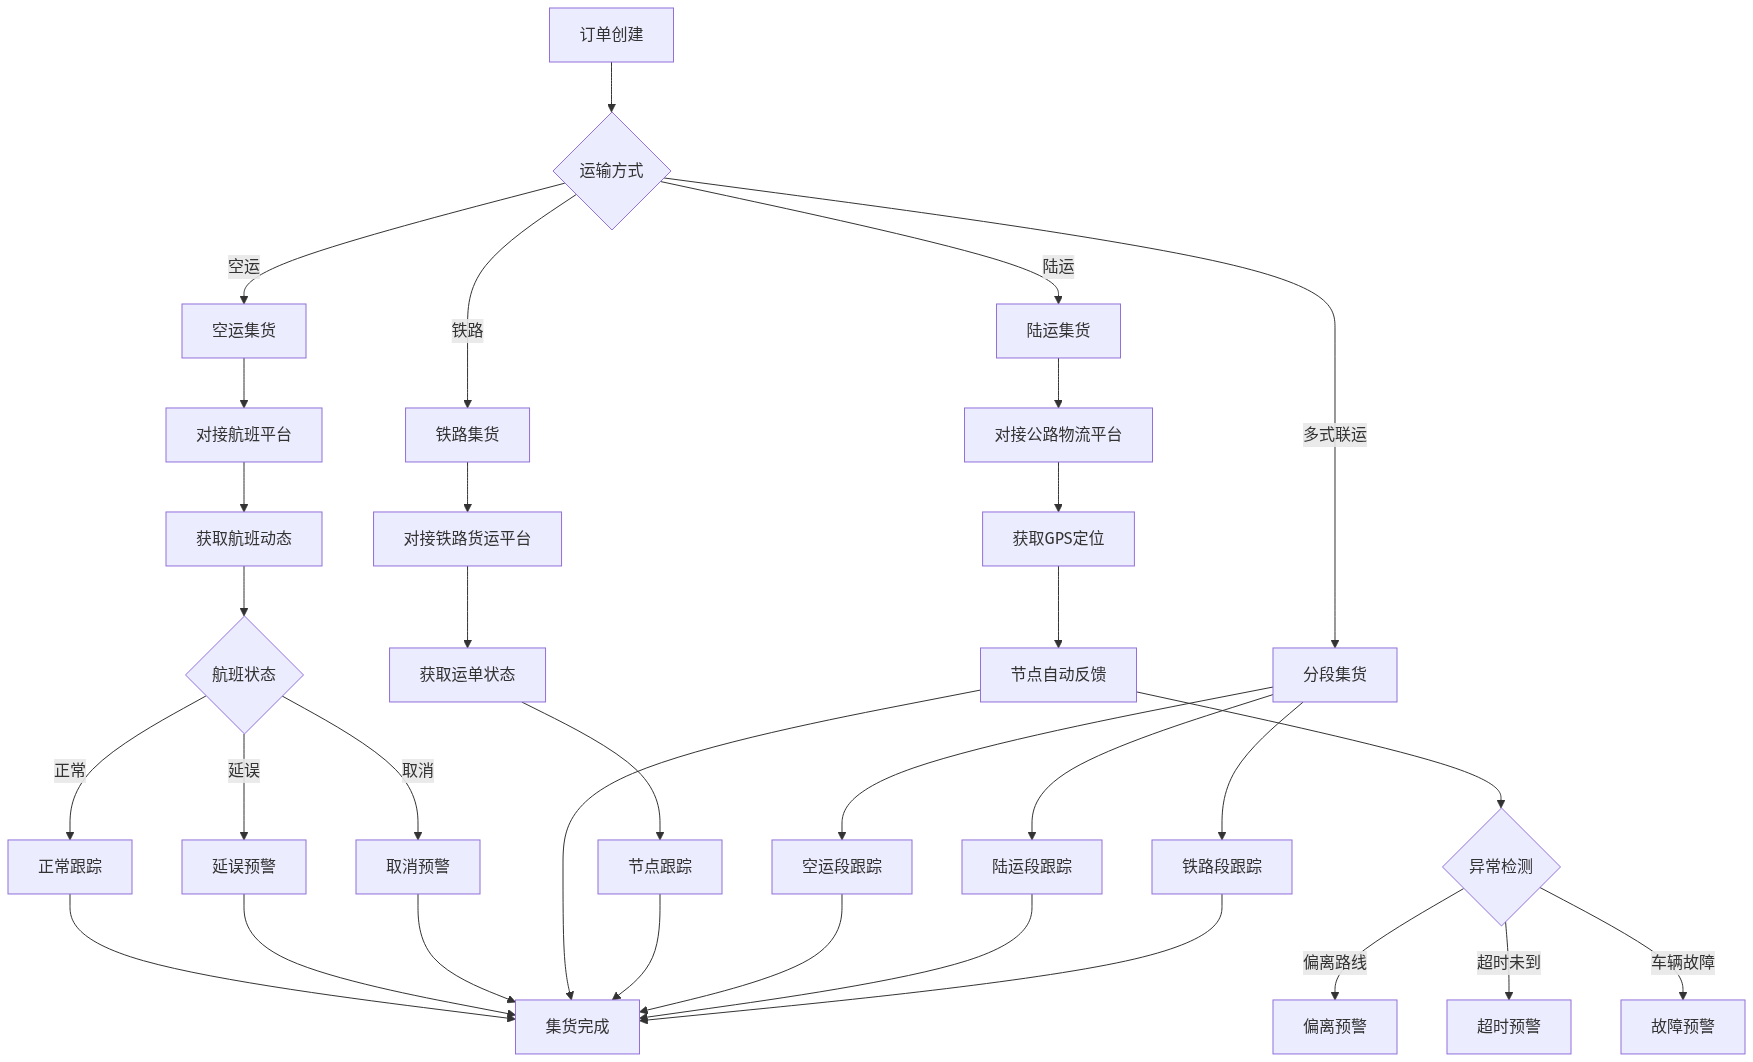 订单创建
运输方式
空运
陆运
空运集货
铁路
陆运集货
对接航班平台
铁路集货
对接公路物流平台
多式联运
获取航班动态
对接铁路货运平台
获取GPS定位
航班状态
获取运单状态
节点自动反馈
分段集货
正常
延误
取消
正常跟踪
延误预警
取消预警
节点跟踪
空运段跟踪
陆运段跟踪
铁路段跟踪
异常检测
偏离路线
超时未到
车辆故障
集货完成
偏离预警
超时预警
故障预警